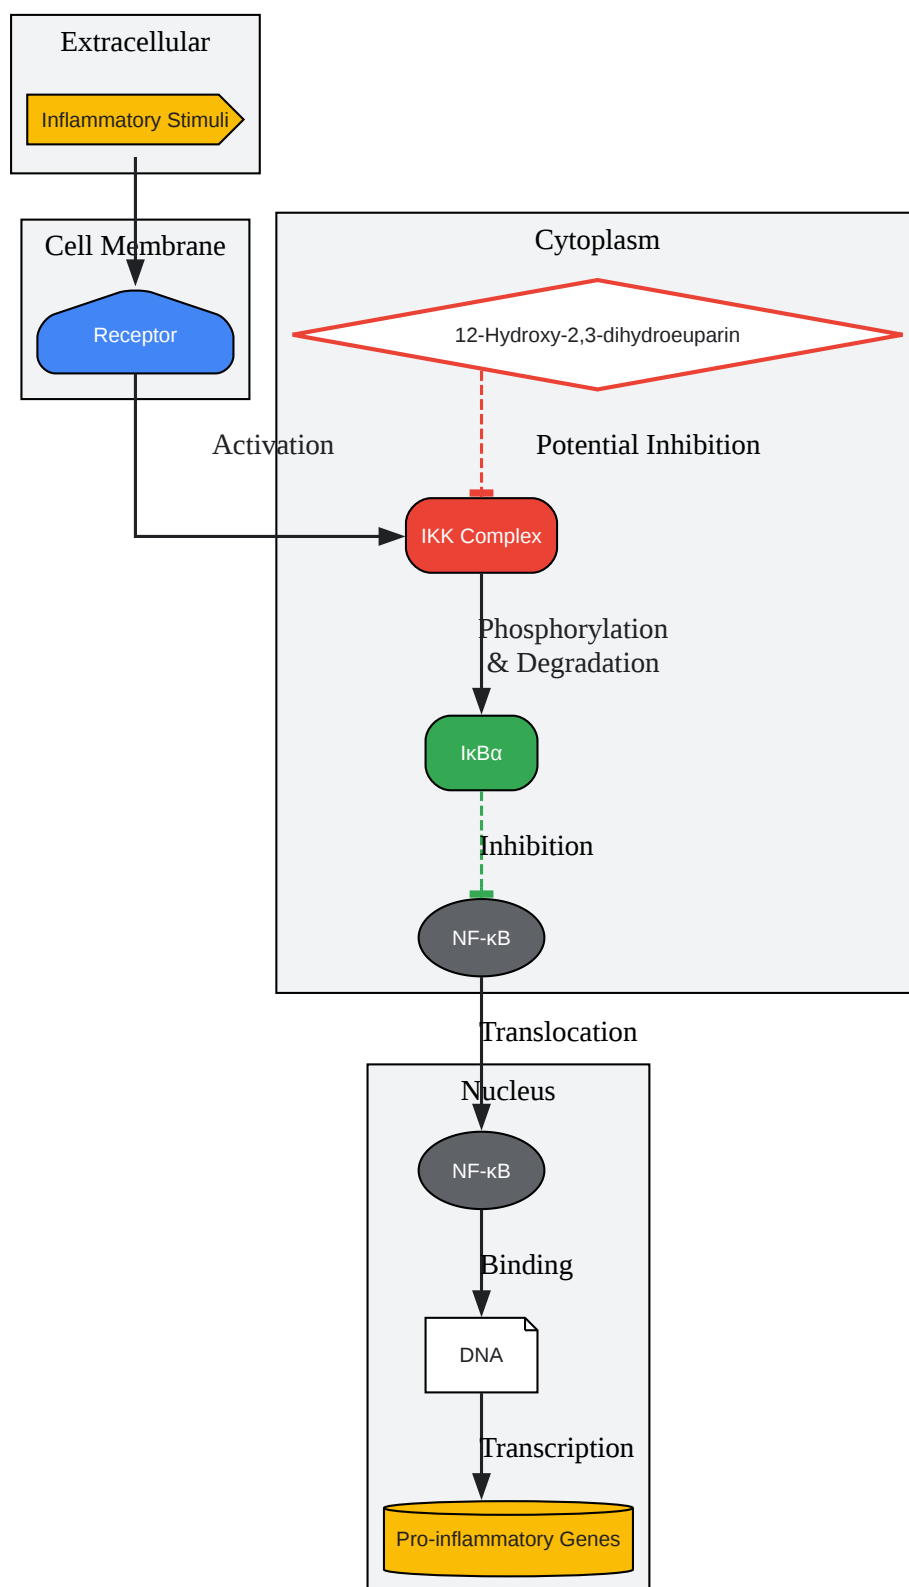 Extracellular
Inflammatory Stimuli
Cell Membrane
Receptor
Cytoplasm
12-Hydroxy-2,3-dihydroeuparin
Activation
Potential Inhibition
IKK Complex
Phosphorylation
& Degradation
IκBα
Inhibition
NF-κB
Translocation
Nucleus
NF-κB
Binding
DNA
Transcription
Pro-inflammatory Genes